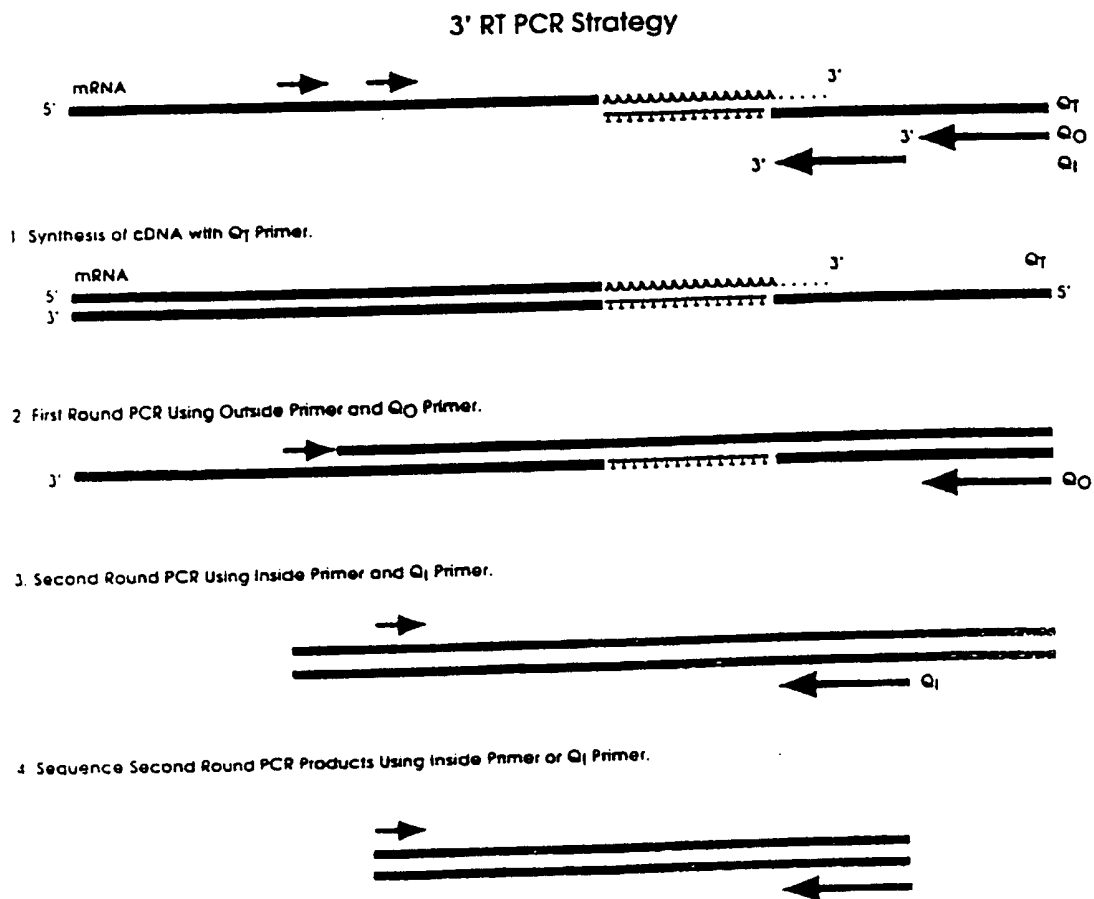 3' RT PCR Strategy
mRNA
3'
5'
QT
3'
QO
3'
QI
1 Synthesis of cDNA with QT Primer.
mRNA
3'
QT
5'
5'
3'
2 First Round PCR Using Outside Primer and QO Primer.
3'
QO
3. Second Round PCR Using Inside Primer and QI Primer.
QI
4 Sequence Second Round PCR Products Using Inside Primer or QI Primer.